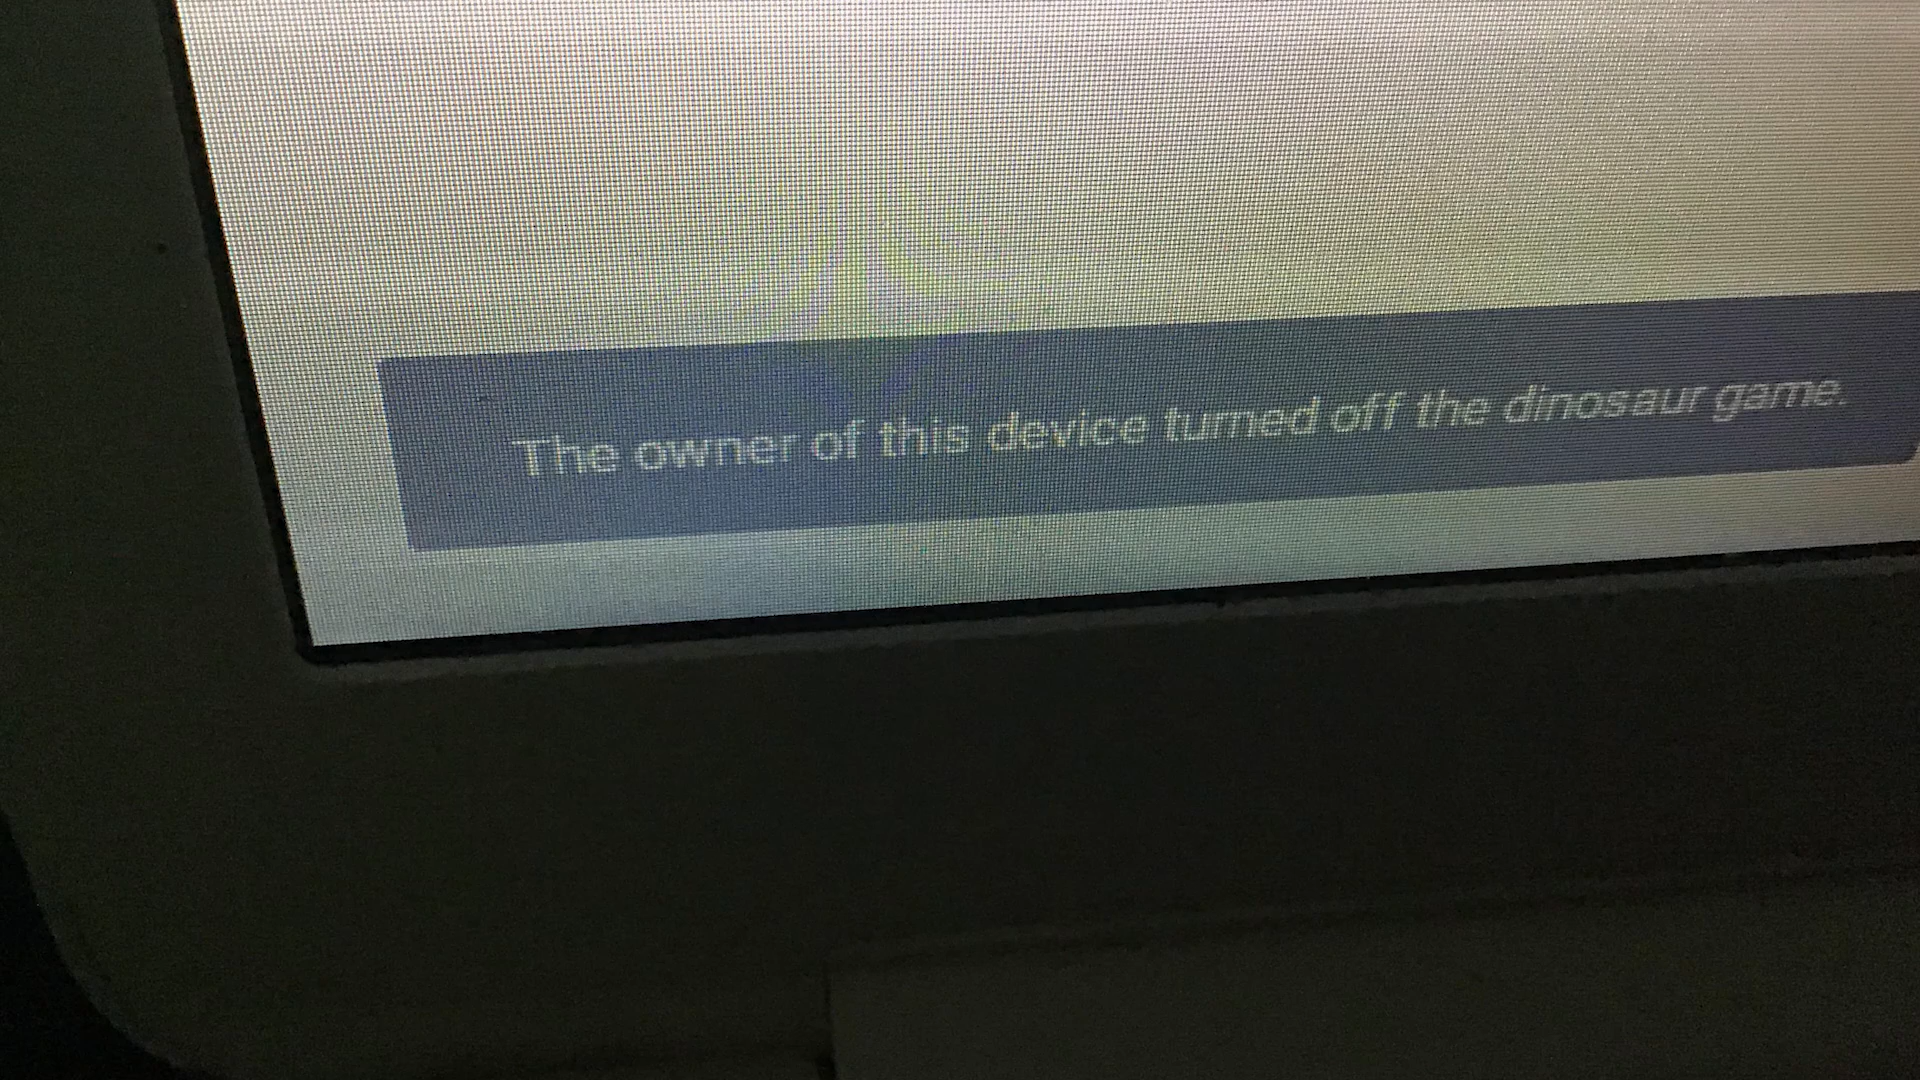 The owner of this device turned off the dinosaur game.